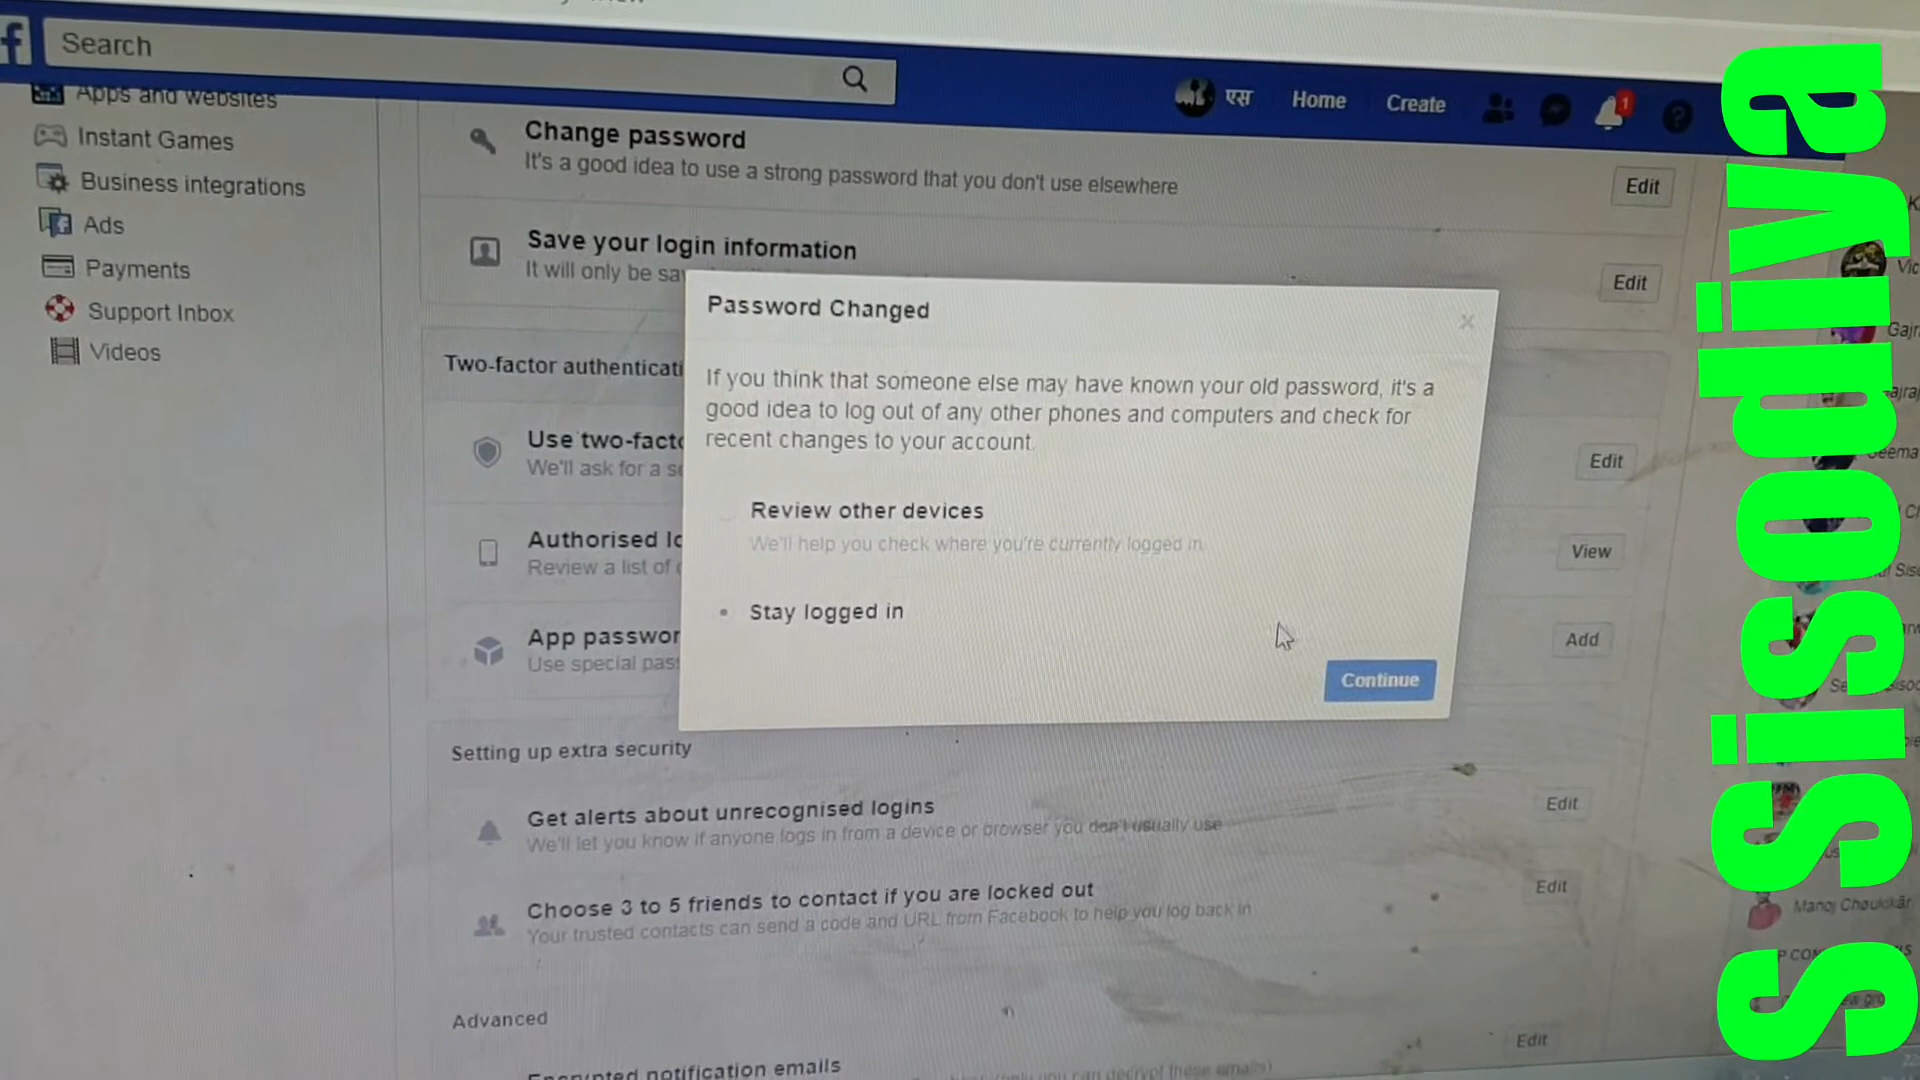 Search
एस
Home
Create
1
?
Apps and websites
Instant Games
Business integrations
Ads
Payments
Support Inbox
Videos
Change password
It's a good idea to use a strong password that you don't use elsewhere
Edit
Save your login information
It will only be
Edit
Two-factor
Use
We'll ask for a
Edit
Authorised
Review a list of
View
App
Use special
Add
Password Changed
If you think that someone else may have known your old password, it's a
good idea to log out of any other phones and computers and check for
recent changes to your account.
Review other devices
We'll help you check where you're currently logged in.
Stay logged in
Continue
Setting up extra security
Get alerts about unrecognised logins
We'll let you know if anyone logs in from a device or browser you don't usually use
Edit
Choose 3 to 5 friends to contact if you are locked out
Your trusted contacts can send a code and URL from Facebook to help you log back in
Edit
Advanced
Encrypted notification emails
Edit
can decrypt these emails)
Manoj
s sisodiya